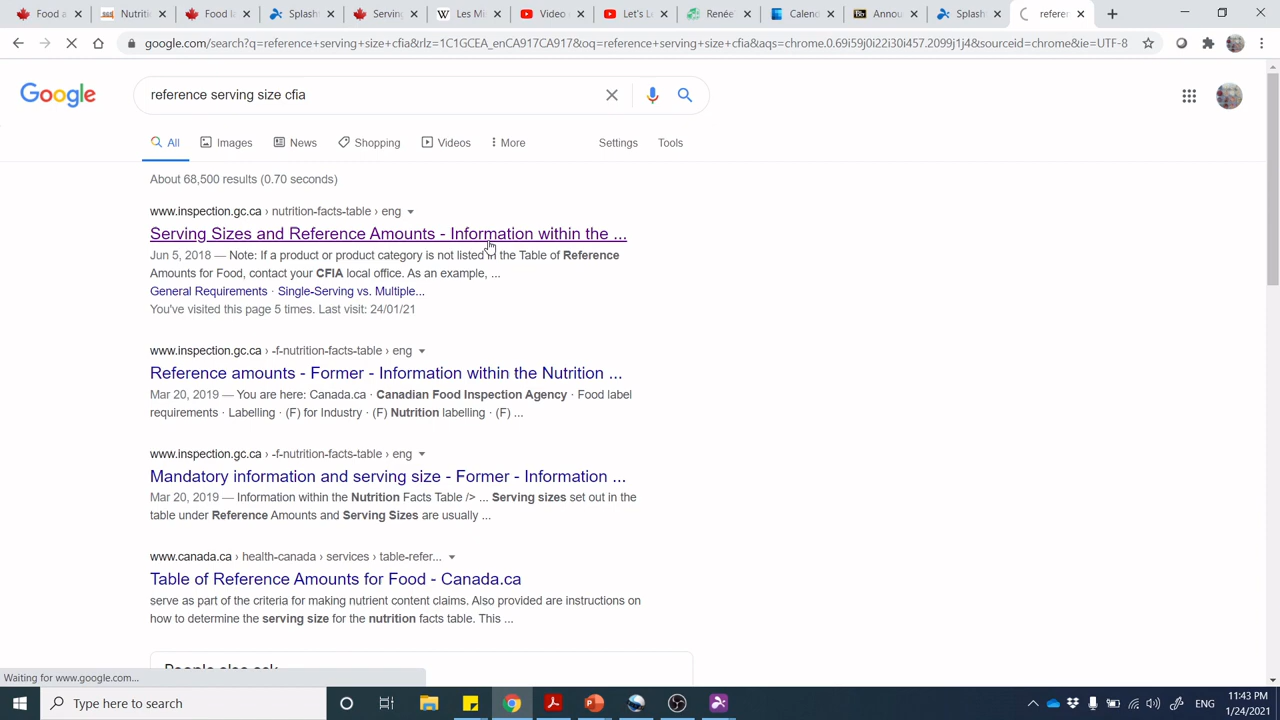 Food a
Nutriti
Food l
Splash
Serving
Les Mi
Video
Let's L
Renée
Calenc
Annou
Splash
refere
google.com/search?q=reference+serving+size+cfia&rlz=1C1GCEA_enCA917CA917&oq=reference+serving+size+cfia&aqs=chrome.0.69i59j0i22i30i457.2099j1j4&sourceid=chrome&ie=UTF-8
Google
reference serving size cfia
All
Images
News
Shopping
Videos
More
Settings
Tools
About 68,500 results (0.70 seconds)
www.inspection.gc.ca › nutrition-facts-table › eng
Serving Sizes and Reference Amounts - Information within the ...
Jun 5, 2018 — Note: If a product or product category is not listed in the Table of Reference
Amounts for Food, contact your CFIA local office. As an example, ...
General Requirements · Single-Serving vs. Multiple...
You've visited this page 5 times. Last visit: 24/01/21
www.inspection.gc.ca › -f-nutrition-facts-table › eng
Reference amounts - Former - Information within the Nutrition ...
Mar 20, 2019 — You are here: Canada.ca · Canadian Food Inspection Agency · Food label
requirements · Labelling · (F) for Industry · (F) Nutrition labelling · (F) ...
www.inspection.gc.ca › -f-nutrition-facts-table › eng
Mandatory information and serving size - Former - Information ...
Mar 20, 2019 — Information within the Nutrition Facts Table /> ... Serving sizes set out in the
table under Reference Amounts and Serving Sizes are usually ...
www.canada.ca › health-canada › services › table-refer...
Table of Reference Amounts for Food - Canada.ca
serve as part of the criteria for making nutrient content claims. Also provided are instructions on
how to determine the serving size for the nutrition facts table. This ...
People also ask
Waiting for www.google.com...
Type here to search
ENG
11:43 PM
1/24/2021